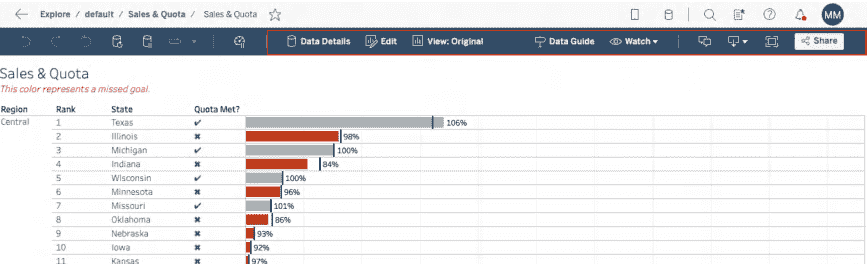 Explore / default / Sales & Quota / Sales & Quota MM
Data Details Edit View: Original Data Guide Watch Share
Sales & Quota
This color represents a missed goal.
Region Rank State Quota Met?
Central 1 Texas ✔ 106%
2 Illinois ✖ 98%
3 Michigan ✔ 100%
4 Indiana ✖ 84%
5 Wisconsin ✔ 100%
6 Minnesota ✖ 96%
7 Missouri ✔ 101%
8 Oklahoma ✖ 86%
9 Nebraska ✖ 93%
10 Iowa ✖ 92%
11 Kansas ✖ 97%